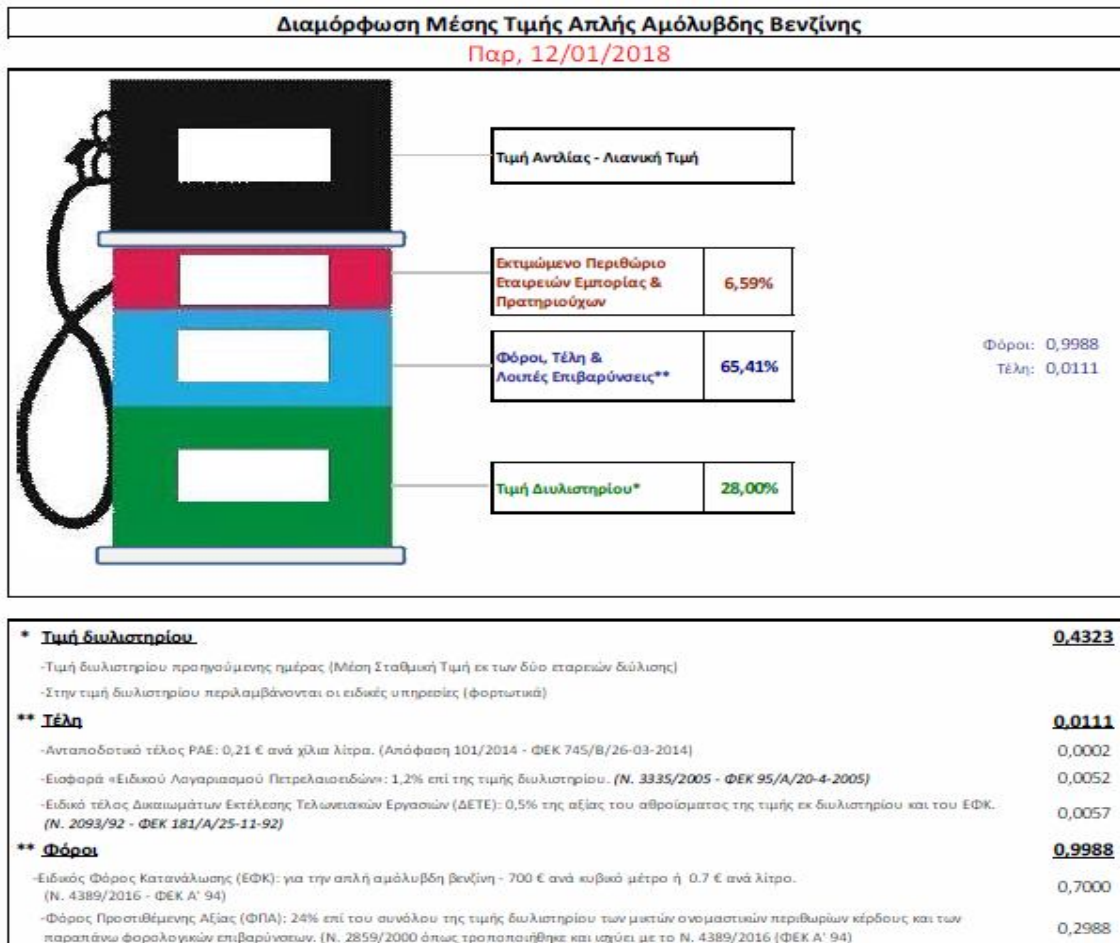 Διαμόρφωση Μέσης Τιμής Απλής Αμόλυβδης Βενζίνης
Παρ, 12/01/2018
Τιμή Αντλίας - Λιανική Τιμή
Εκτιμώμενο Περιθώριο
Εταιρειών Εμπορίας &
Πρατηριούχων
6,59%
Φόροι, Τέλη &
Λοιπές Επιβαρύνσεις**
65,41%
Φόροι: 0,9988
Τέλη: 0,0111
Τιμή Διυλιστηρίου*
28,00%
* Τιμή διυλιστηρίου 0,4323
-Τιμή διυλιστηρίου προηγούμενης ημέρας (Μέση Σταθμική Τιμή εκ των δύο εταρειών διύλισης)
-Στην τιμή διυλιστηρίου περιλαμβάνονται οι ειδικές υπηρεσίες (φορτωτικά)
** Τέλη 0,0111
-Ανταποδοτικό τέλος ΡΑΕ: 0,21 € ανά χίλια λίτρα. (Απόφαση 101/2014 - ΦΕΚ 745/Β/26-03-2014) 0,0002
-Εισφορά «Ειδικού Λογαριασμού Πετρελαιοειδών»: 1,2% επί της τιμής διυλιστηρίου. (Ν. 3335/2005 - ΦΕΚ 95/Α/20-4-2005) 0,0052
-Ειδικό τέλος Δικαιωμάτων Εκτέλεσης Τελωνειακών Εργασιών (ΔΕΤΕ): 0,5% της αξίας του αθροίσματος της τιμής εκ διυλιστηρίου και του ΕΦΚ. 0,0057
(Ν. 2093/92 - ΦΕΚ 181/Α/25-11-92)
** Φόροι 0,9988
-Ειδικός Φόρος Κατανάλωσης (ΕΦΚ): για την απλή αμόλυβδη βενζίνη - 700 € ανά κυβικό μέτρο ή 0.7 € ανά λίτρο. 0,7000
(Ν. 4389/2016 - ΦΕΚ Α' 94)
-Φόρος Προστιθέμενης Αξίας (ΦΠΑ): 24% επί του συνόλου της τιμής διυλιστηρίου των μικτών ονομαστικών περιθωρίων κέρδους και των 0,2988
παραπάνω φορολογικών επιβαρύνσεων. (Ν. 2859/2000 όπως τροποποιήθηκε και ισχύει με το Ν. 4389/2016 (ΦΕΚ Α' 94)